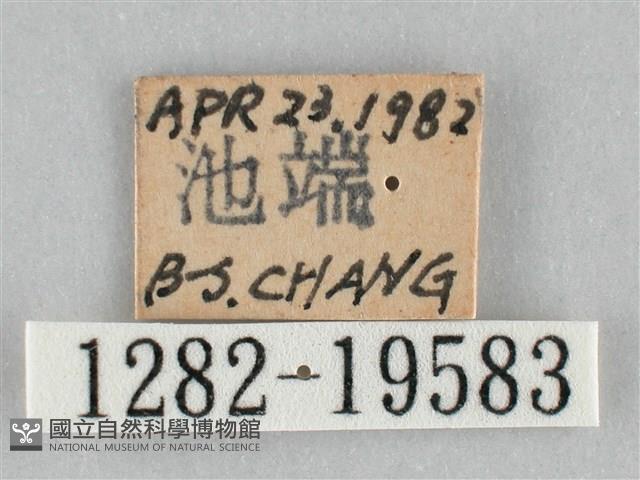 APR 23.1982
池端
B-S.CHANG
1282-19583
國立自然科學博物館
NATIONAL MUSEUM OF NATURAL SCIENCE